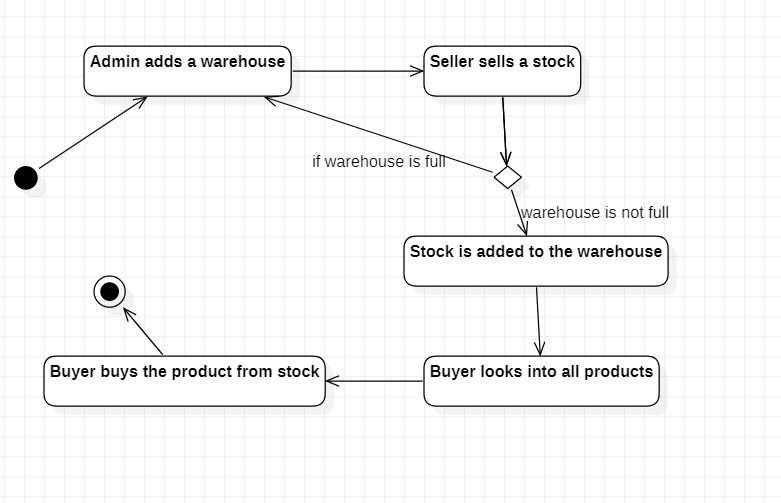 Admin adds a warehouse
Seller sells a stock
if warehouse is full
warehouse is not full
Stock is added to the warehouse
Buyer buys the product from stock
Buyer looks into all products